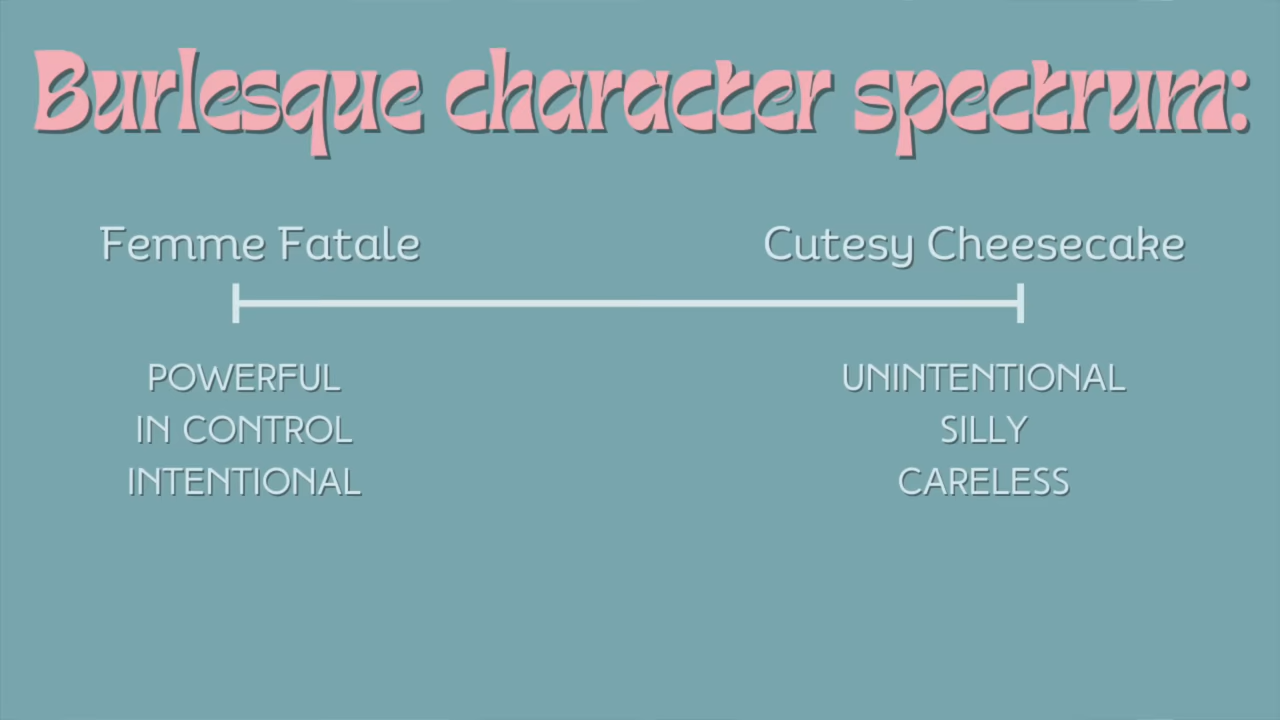 Burlesque character spectrum:
Femme Fatale
Cutesy Cheesecake
POWERFUL
IN CONTROL
INTENTIONAL
UNINTENTIONAL
SILLY
CARELESS